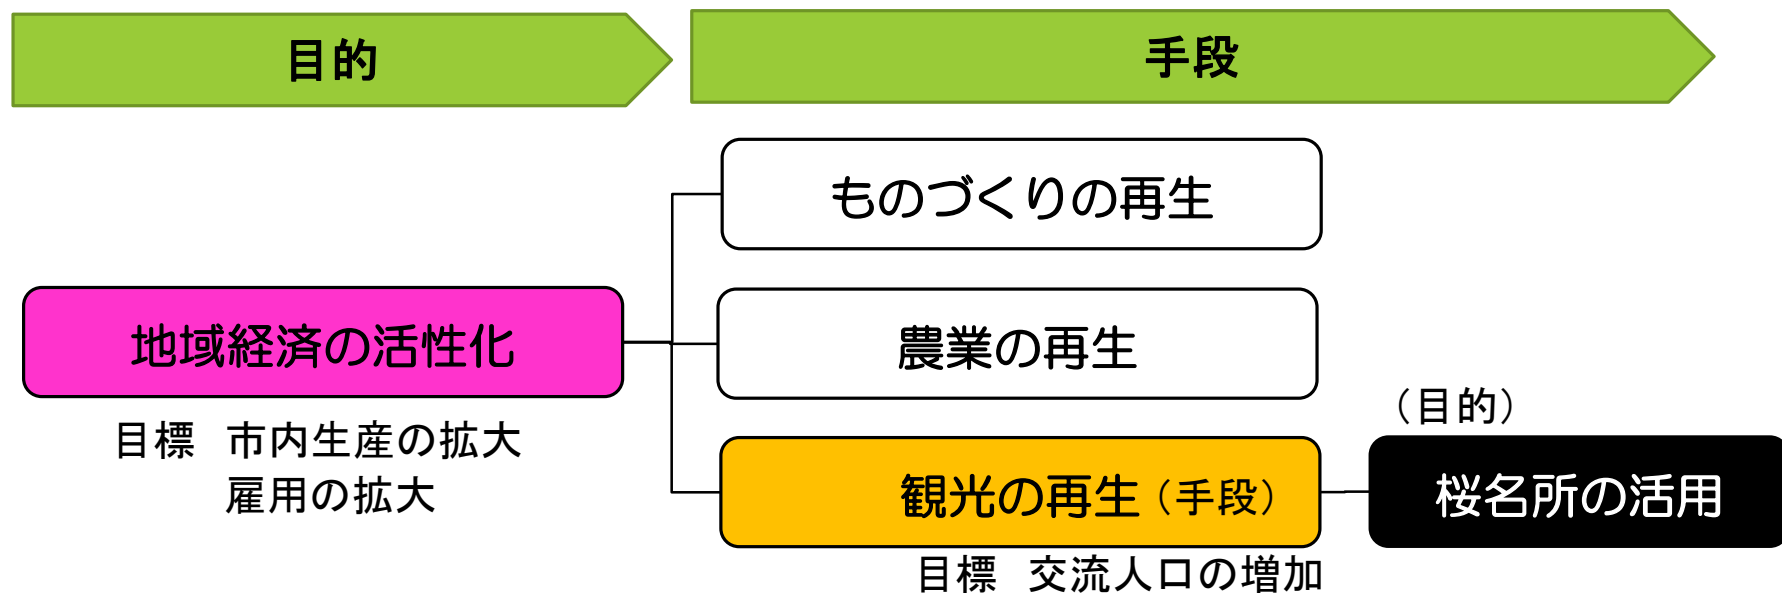 目的
手段
ものづくりの再生
地域経済の活性化
農業の再生
目標　市内生産の拡大
雇用の拡大
（目的）
観光の再生（手段）
桜名所の活用
目標　交流人口の増加